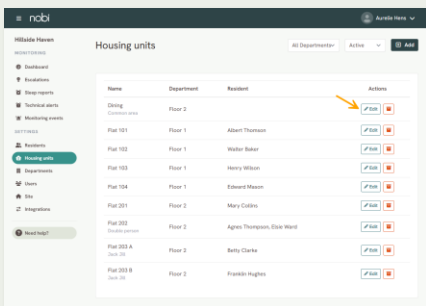 nobi
Aurelie Hens
Hillside Haven
MONITORING
Dashboard
Escalations
Sleep reports
Technical alerts
Monitoring events
SETTINGS
Residents
Housing units
Departments
Users
Site
Integrations
Need help?
Housing units
All Departments
Active
Add
Name Department Resident Actions
Dining Floor 2 Edit
Common area
Flat 101 Floor 1 Albert Thomson Edit
Flat 102 Floor 1 Walter Baker Edit
Flat 103 Floor 1 Henry Wilson Edit
Flat 104 Floor 1 Edward Mason Edit
Flat 201 Floor 2 Mary Collins Edit
Flat 202 Floor 2 Agnes Thompson, Elsie Ward Edit
Double person
Flat 203 A Floor 2 Betty Clarke Edit
Flat 203 B Floor 2 Franklin Hughes Edit